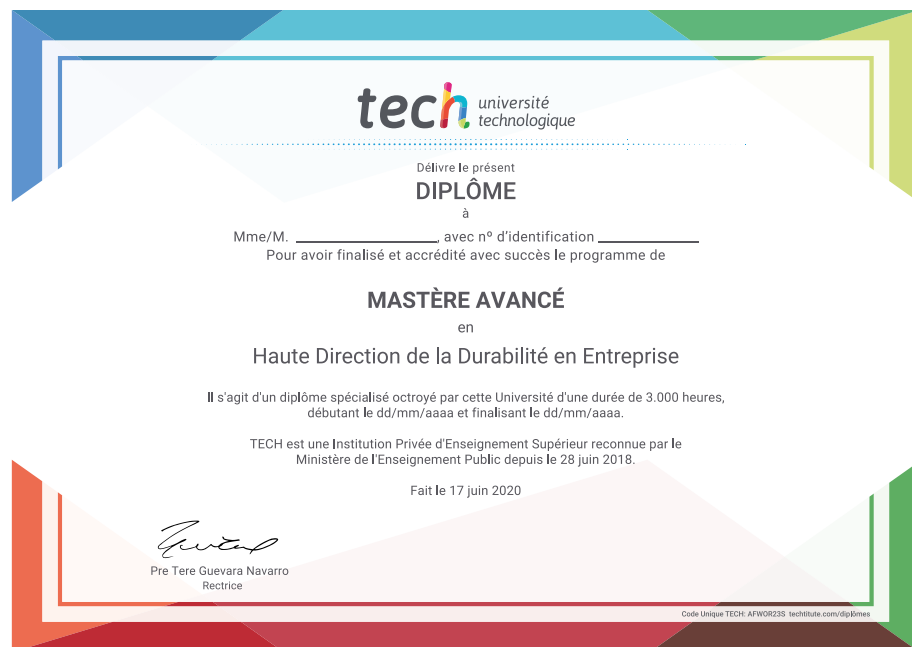 tech université
technologique
Délivre le présent
DIPLÔME
à
Mme/M. ____________, avec nº d'identification ____________
Pour avoir finalisé et accrédité avec succès le programme de
MASTÈRE AVANCÉ
en
Haute Direction de la Durabilité en Entreprise
Il s'agit d'un diplôme spécialisé octroyé par cette Université d'une durée de 3.000 heures,
débutant le dd/mm/aaaa et finalisant le dd/mm/aaaa.
TECH est une Institution Privée d'Enseignement Supérieur reconnue par le
Ministère de l'Enseignement Public depuis le 28 juin 2018.
Fait le 17 juin 2020
Pre Tere Guevara Navarro
Rectrice
Code Unique TECH: AFWOR23S techtitute.com/diplômes